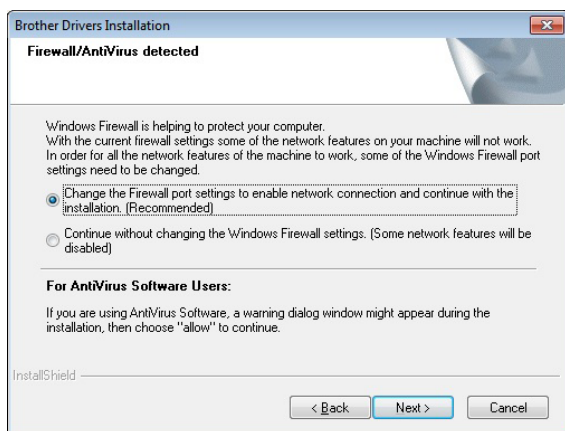 Brother Drivers Installation
Firewall/AntiVirus detected
Windows Firewall is helping to protect your computer.
With the current firewall settings some of the network features on your machine will not work.
In order for all the network features of the machine to work, some of the Windows Firewall port
settings need to be changed.
Change the Firewall port settings to enable network connection and continue with the
installation. (Recommended)
Continue without changing the Windows Firewall settings. (Some network features will be
disabled)
For AntiVirus Software Users:
If you are using AntiVirus Software, a warning dialog window might appear during the
installation, then choose "allow" to continue.
InstallShield
< Back
Next >
Cancel